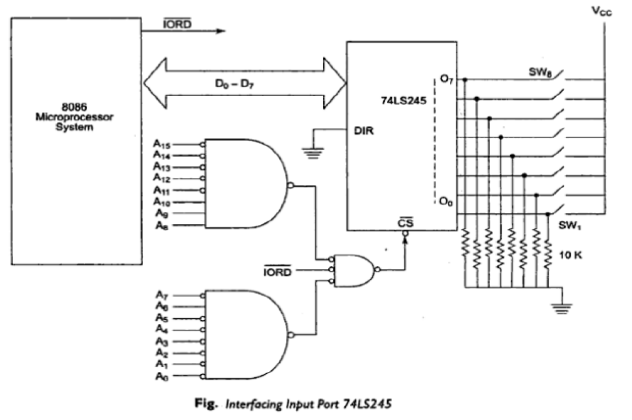 IORD
V_CC
8086
Microprocessor
System
D₀ – D₇
74LS245
O₇
SW₈
DIR
A₁₅
A₁₄
A₁₃
A₁₂
A₁₁
A₁₀
A₉
A₈
O₀
CS
SW₁
IORD
10 K
A₇
A₆
A₅
A₄
A₃
A₂
A₁
A₀
Fig. Interfacing Input Port 74LS245